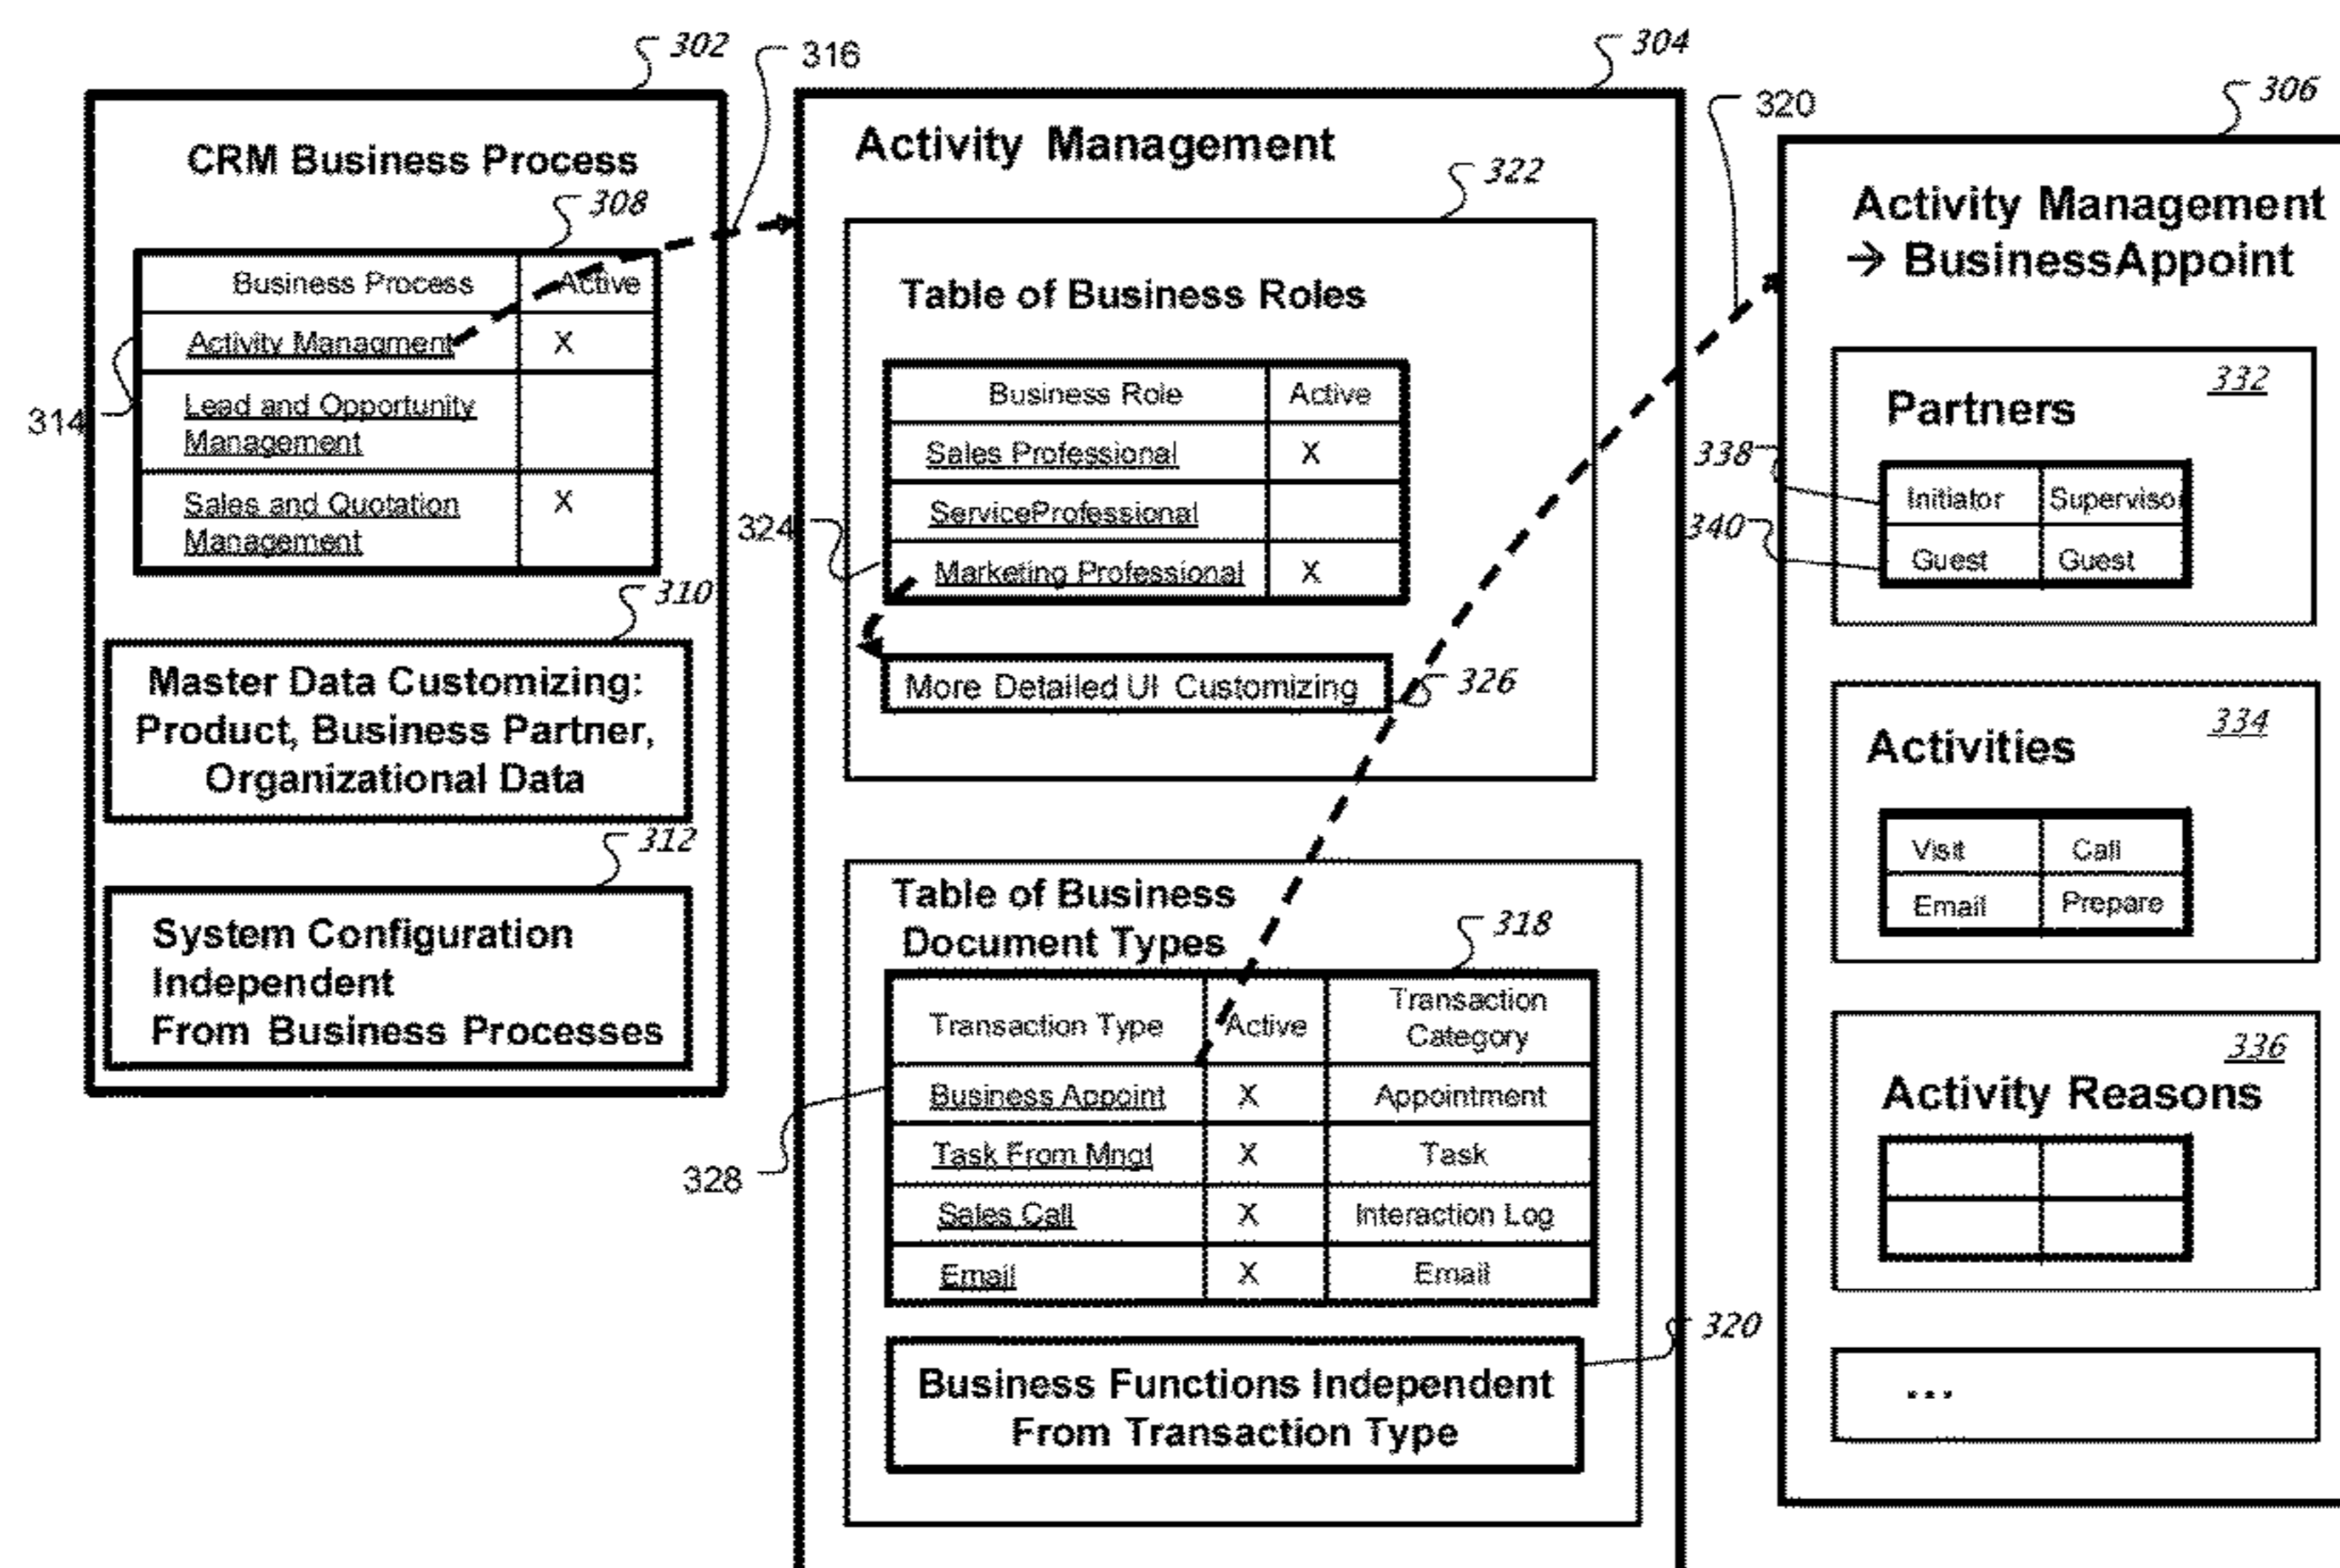 302
316
304
320
306
CRM Business Process
308
Business Process Active
Activity Managment X
Lead and Opportunity
Management
Sales and Quotation X
Management
314
310
Master Data Customizing:
Product, Business Partner,
Organizational Data
312
System Configuration
Independent
From Business Processes
Activity Management
322
Table of Business Roles
Business Role Active
Sales Professional X
ServiceProfessional
324
Marketing Professional X
More Detailed UI Customizing
326
Table of Business
Document Types
318
Transaction Type Active Transaction
Category
Business Appoint X Appointment
Task From Mngt X Task
328
Sales Call X Interaction Log
Email X Email
320
Business Functions Independent
From Transaction Type
Activity Management
→ BusinessAppoint
332
Partners
338
Initiator Supervisor
340
Guest Guest
334
Activities
Visit Call
Email Prepare
336
Activity Reasons
...